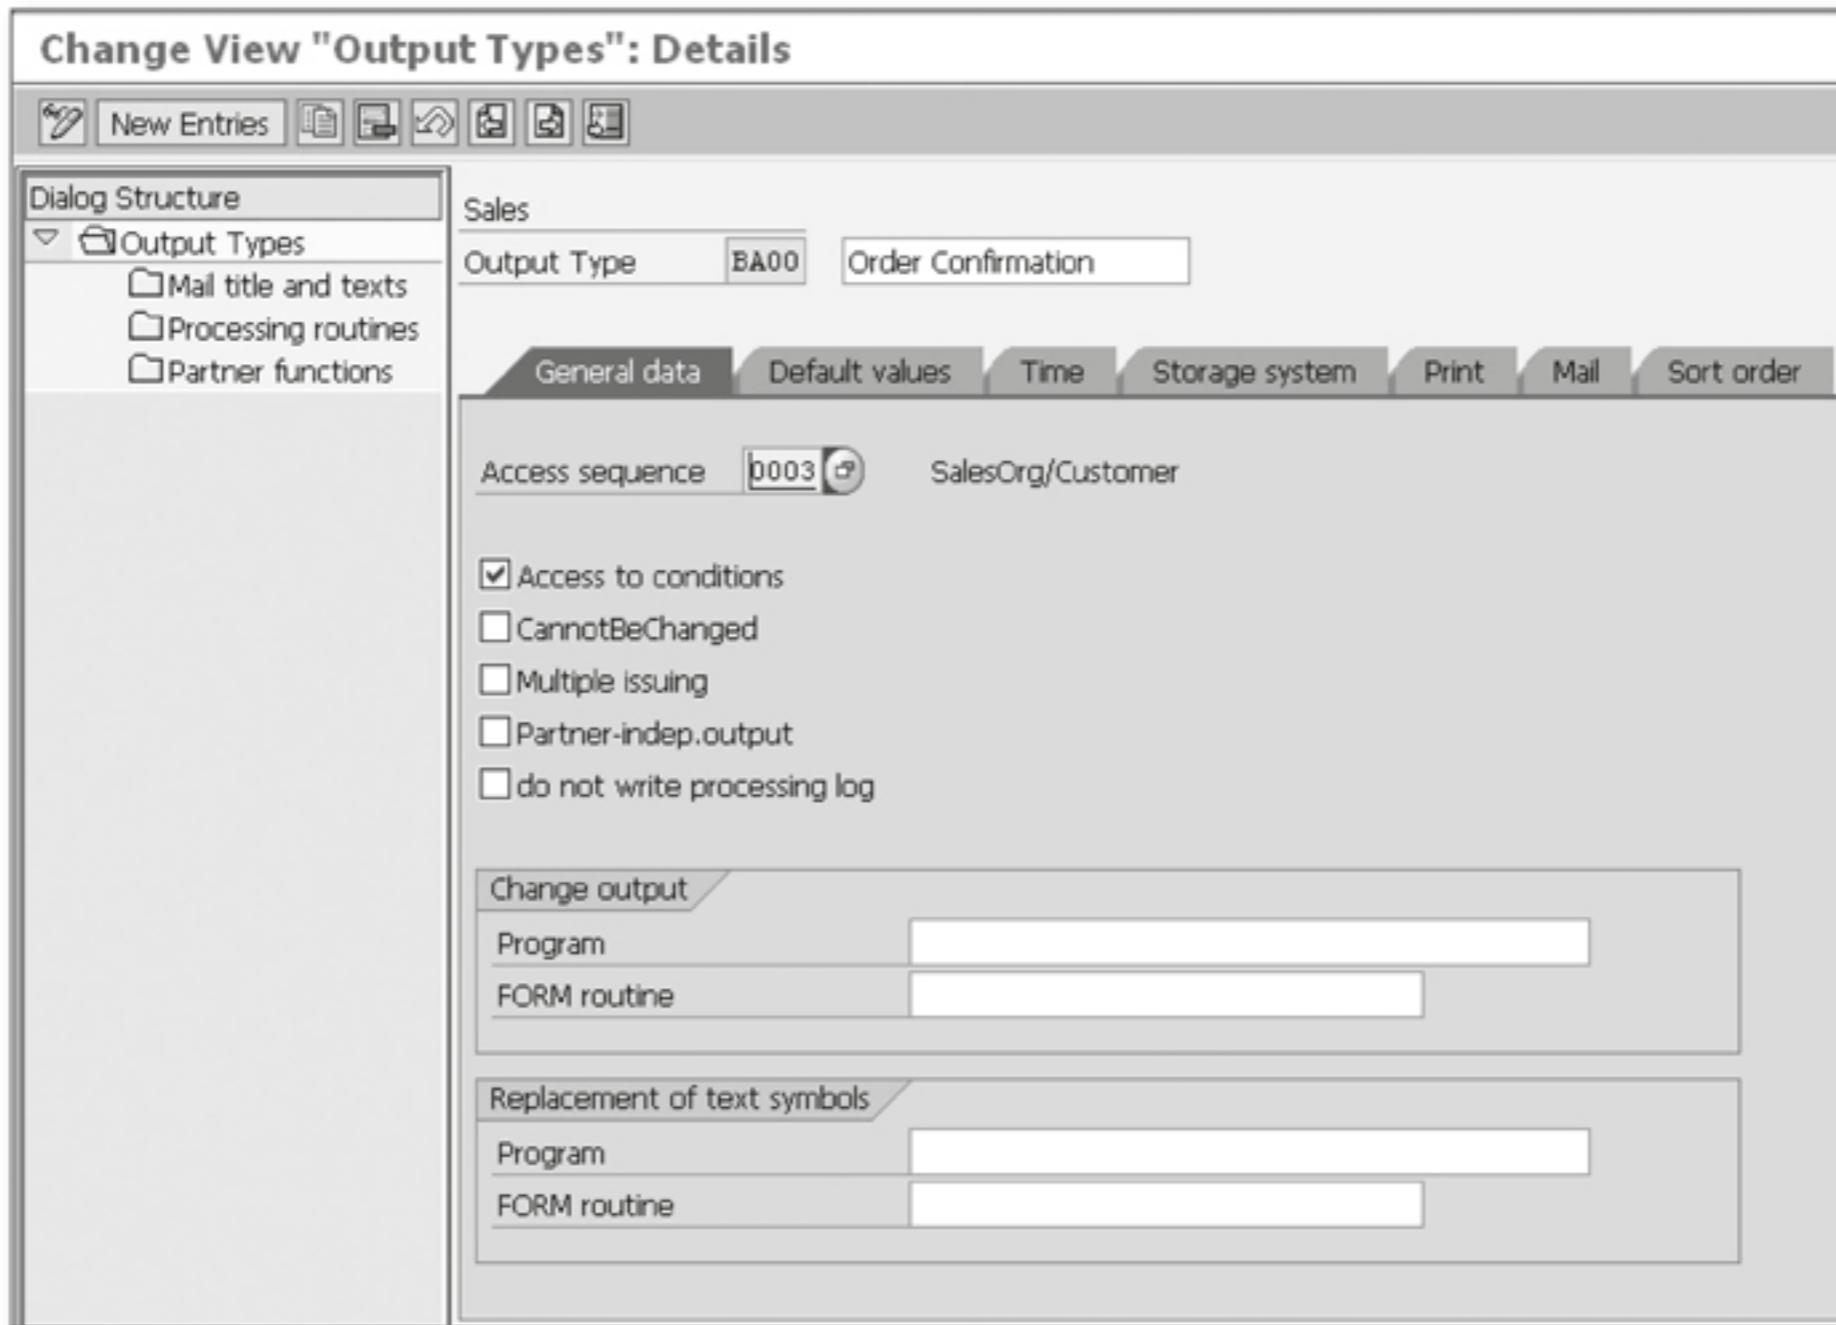 Change View "Output Types": Details
New Entries
Dialog Structure
Output Types
Mail title and texts
Processing routines
Partner functions
Sales
Output Type BA00 Order Confirmation
General data Default values Time Storage system Print Mail Sort order
Access sequence 0003 SalesOrg/Customer
Access to conditions
CannotBeChanged
Multiple issuing
Partner-indep.output
do not write processing log
Change output
Program
FORM routine
Replacement of text symbols
Program
FORM routine